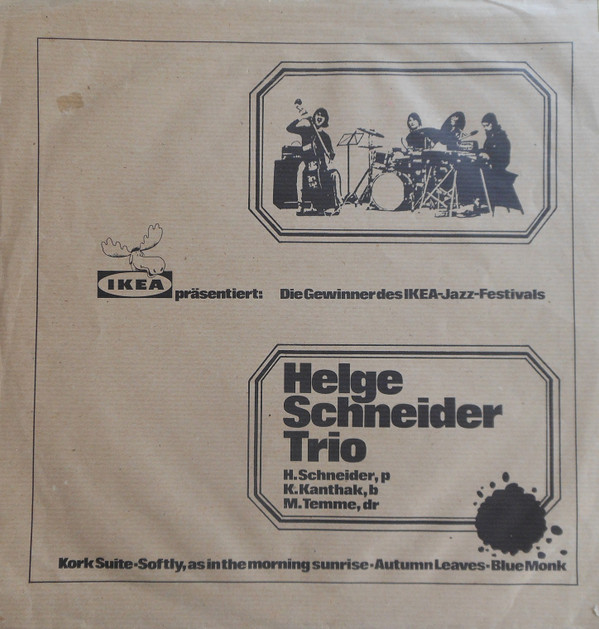 IKEA
präsentiert: Die Gewinner des IKEA-Jazz-Festivals
Helge
Schneider
Trio
H. Schneider, p
K. Kanthak, b
M. Temme, dr
Kork Suite • Softly, as in the morning sunrise • Autumn Leaves • Blue Monk